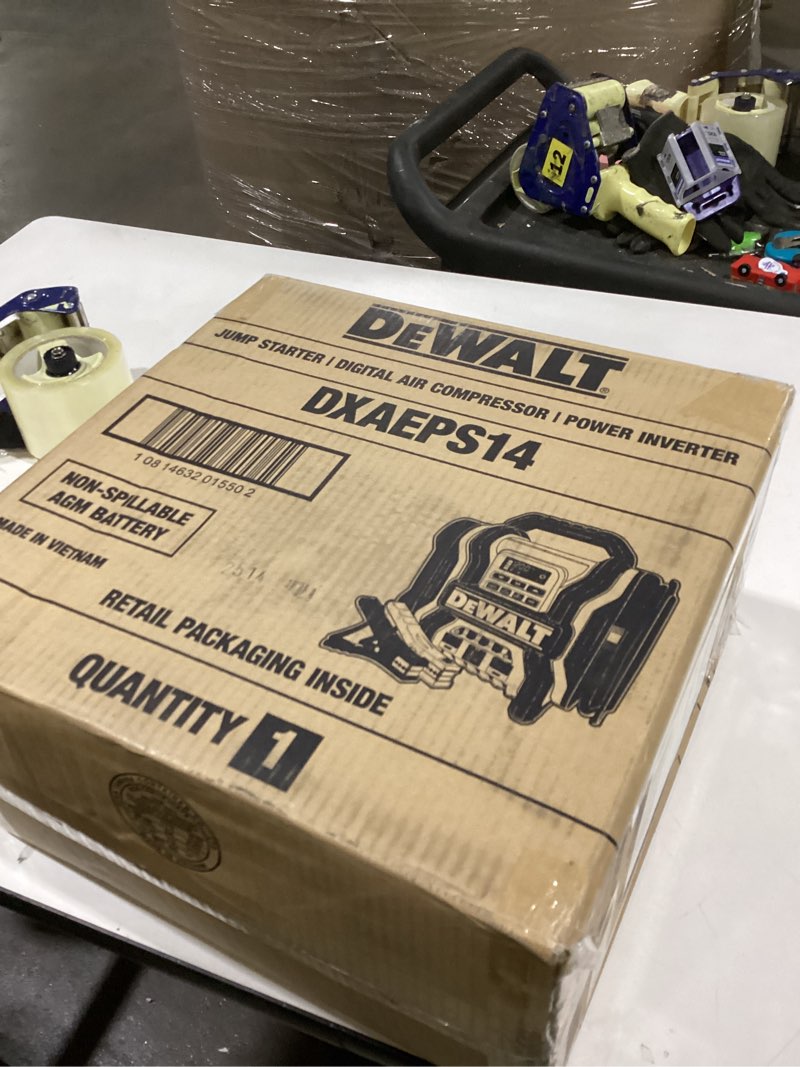 DEWALT®
JUMP STARTER | DIGITAL AIR COMPRESSOR | POWER INVERTER
DXAEPS14
1 08 14632 01550 2
NON-SPILLABLE
AGM BATTERY
MADE IN VIETNAM
DEWALT
RETAIL PACKAGING INSIDE
QUANTITY 1
12